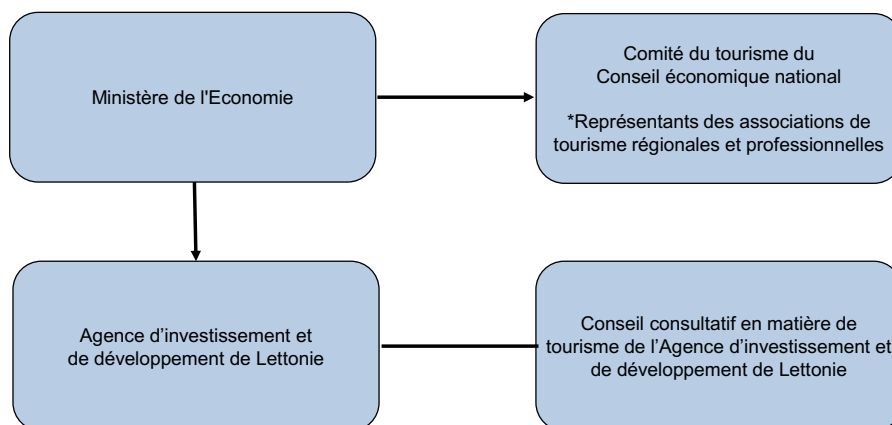 Ministère de l'Economie
Comité du tourisme du
Conseil économique national
*Représentants des associations de
tourisme régionales et professionnelles
Agence d’investissement et
de développement de Lettonie
Conseil consultatif en matière de
tourisme de l’Agence d’investissement et
de développement de Lettonie